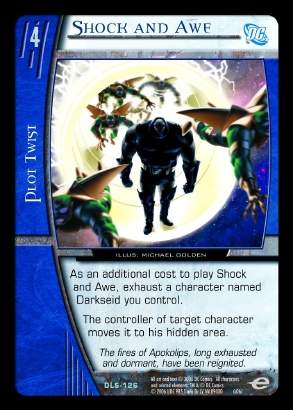 4
Shock and Awe
DC
Plot Twist
Illus: Michael Golden
As an additional cost to play Shock
and Awe, exhaust a character named
Darkseid you control.
The controller of target character
moves it to his hidden area.
The fires of Apokolips, long exhausted
and dormant, have been reignited.
DLS-126